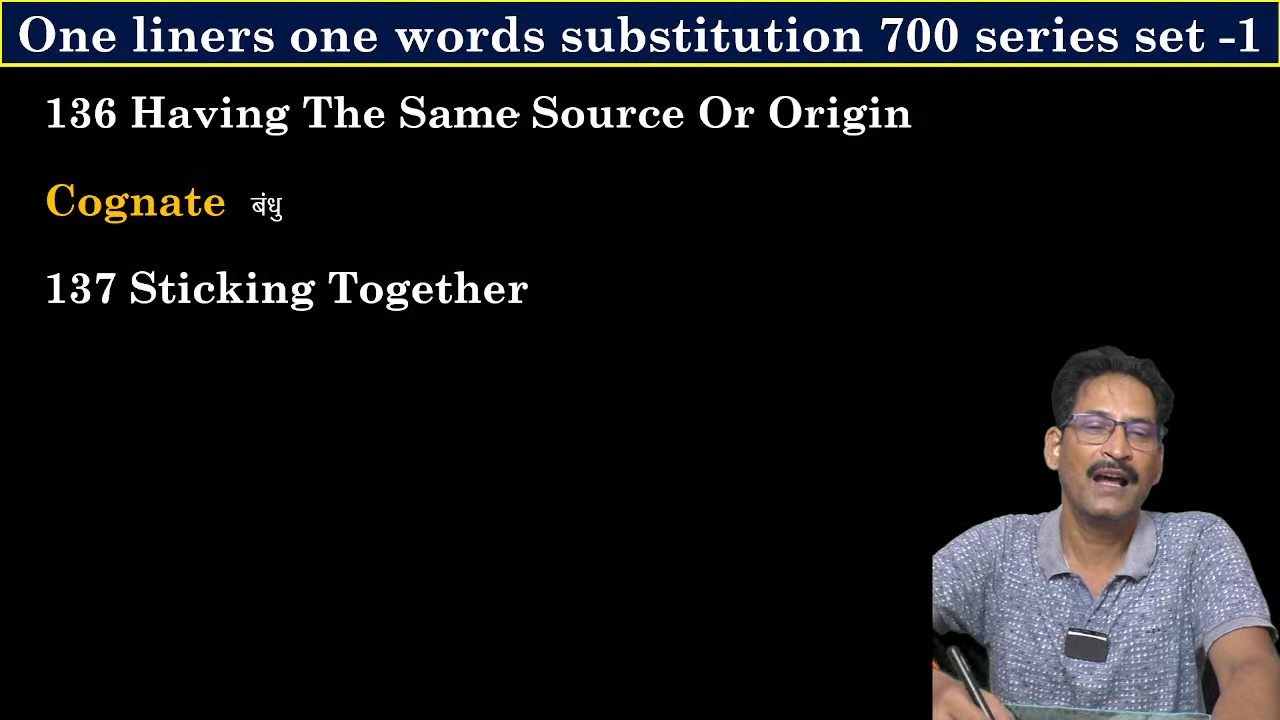 One liners one words substitution 700 series set -1
136 Having The Same Source Or Origin
Cognate बंधु
137 Sticking Together